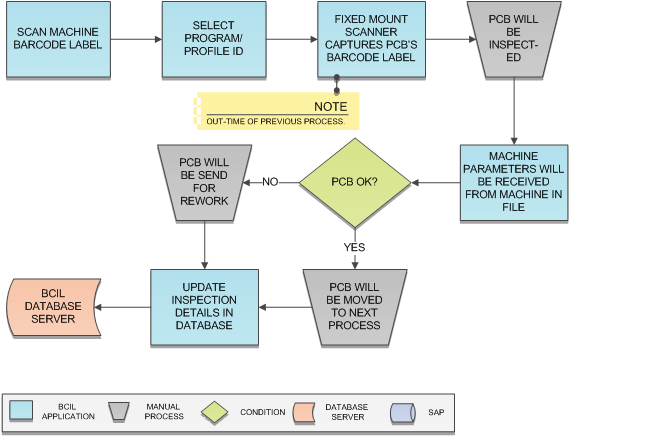 SCAN MACHINE
BARCODE LABEL
SELECT
PROGRAM/
PROFILE ID
FIXED MOUNT
SCANNER
CAPTURES PCB'S
BARCODE LABEL
PCB WILL
BE
INSPECT-
ED
NOTE
OUT-TIME OF PREVIOUS PROCESS.
MACHINE
PARAMETERS WILL
BE RECEIVED
FROM MACHINE IN
FILE
PCB OK?
NO
PCB WILL
BE SEND
FOR
REWORK
YES
PCB WILL
BE MOVED
TO NEXT
PROCESS
UPDATE
INSPECTION
DETAILS IN
DATABASE
BCIL
DATABASE
SERVER
BCIL
APPLICATION
MANUAL
PROCESS
CONDITION
DATABASE
SERVER
SAP